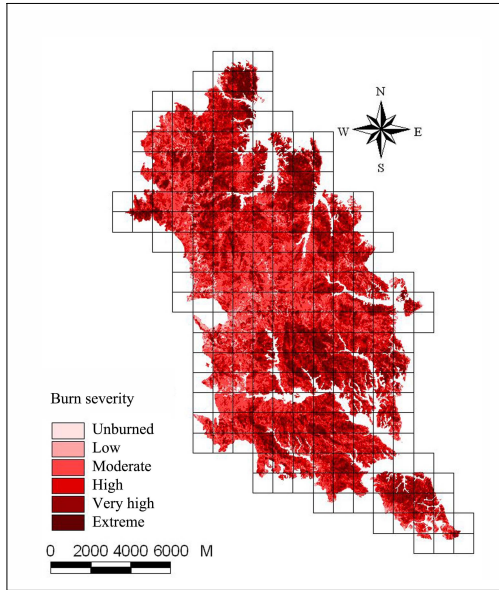 N
W E
S
Burn severity
Unburned
Low
Moderate
High
Very high
Extreme
0 2000 4000 6000 M